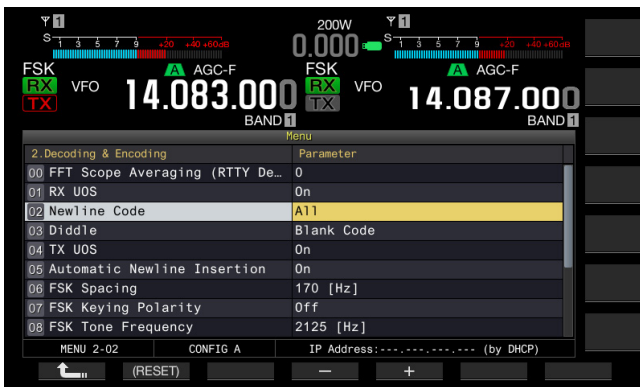 1 200W 1
S 1 3 5 7 9 +20 +40 +60dB 0.000 S 1 3 5 7 9 +20 +40 +60dB
FSK A AGC-F FSK A AGC-F
RX VFO 14.083.000 RX VFO 14.087.000
TX TX
BAND 1 BAND 1
Menu
2.Decoding & Encoding Parameter
00 FFT Scope Averaging (RTTY De… 0
01 RX UOS On
02 Newline Code All
03 Diddle Blank Code
04 TX UOS On
05 Automatic Newline Insertion On
06 FSK Spacing 170 [Hz]
07 FSK Keying Polarity Off
08 FSK Tone Frequency 2125 [Hz]
MENU 2-02 CONFIG A IP Address:---.---.---.--- (by DHCP)
(RESET) − +